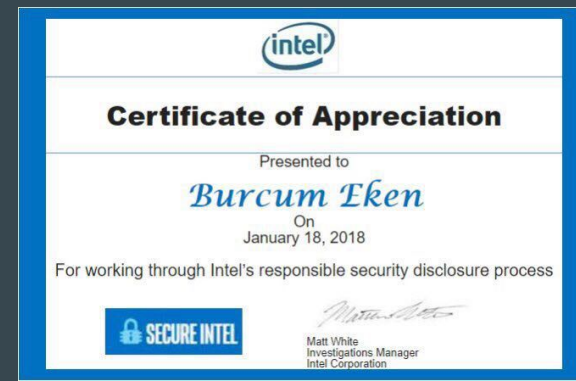 intel
Certificate of Appreciation
Presented to
Burcum Eken
On
January 18, 2018
For working through Intel's responsible security disclosure process
SECURE INTEL
Matt White
Investigations Manager
Intel Corporation